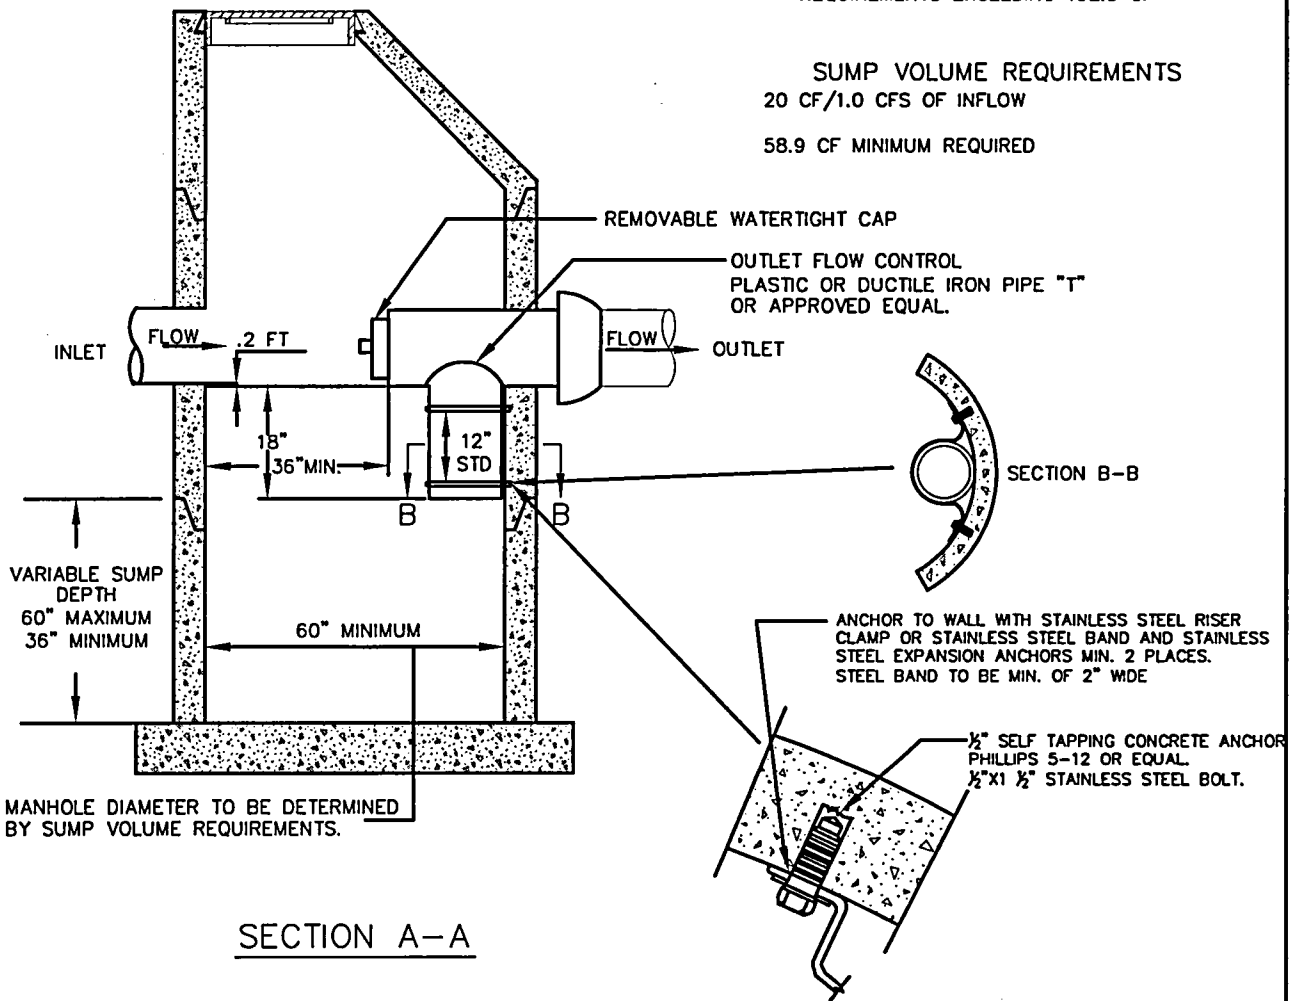 SUMP VOLUME REQUIREMENTS
20 CF/1.0 CFS OF INFLOW
58.9 CF MINIMUM REQUIRED
REMOVABLE WATERTIGHT CAP
OUTLET FLOW CONTROL
PLASTIC OR DUCTILE IRON PIPE "T"
OR APPROVED EQUAL.
INLET
FLOW
.2 FT
FLOW
OUTLET
18"
36"MIN
12"
STD
B
B
SECTION B-B
VARIABLE SUMP
DEPTH
60" MAXIMUM
36" MINIMUM
60" MINIMUM
ANCHOR TO WALL WITH STAINLESS STEEL RISER
CLAMP OR STAINLESS STEEL BAND AND STAINLESS
STEEL EXPANSION ANCHORS MIN. 2 PLACES.
STEEL BAND TO BE MIN. OF 2" WIDE
½" SELF TAPPING CONCRETE ANCHOR
PHILLIPS 5-12 OR EQUAL.
½"X1 ½" STAINLESS STEEL BOLT.
MANHOLE DIAMETER TO BE DETERMINED
BY SUMP VOLUME REQUIREMENTS.
SECTION A-A